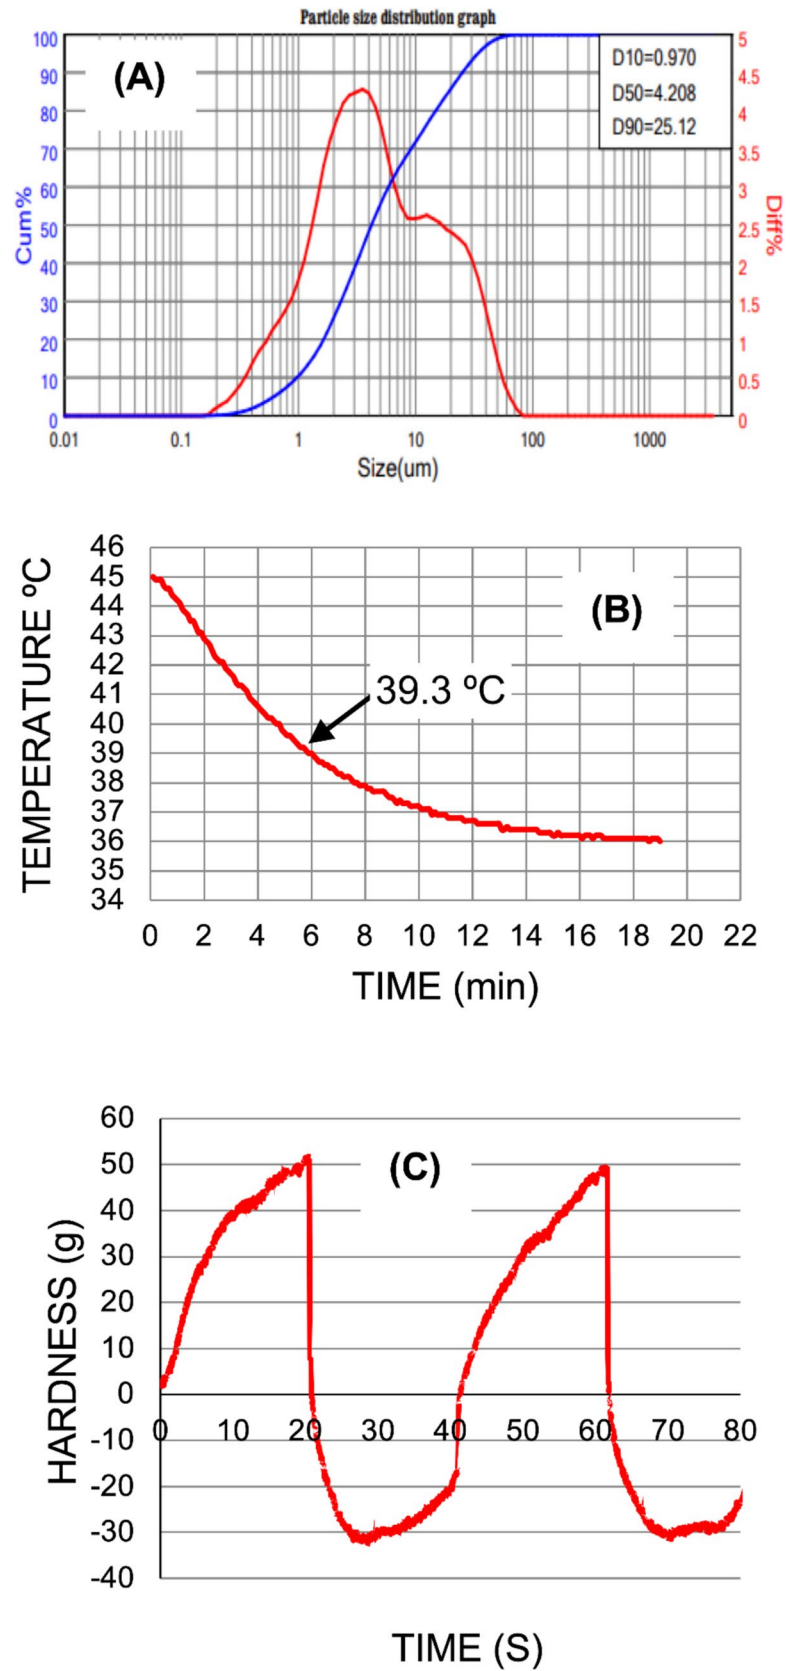 Particle size distribution graph
(A)
D10=0.970
D50=4.208
D90=25.12
Cum%
100
90
80
70
60
50
40
30
20
10
0
5
4.5
4
3.5
3
2.5
2
1.5
1
0.5
0
Diff%
0.01 0.1 1 10 100 1000
Size(um)
TEMPERATURE ºC
46
45
44
43
42
41
40
39
38
37
36
35
34
(B)
39.3 ºC
0 2 4 6 8 10 12 14 16 18 20 22
TIME (min)
HARDNESS (g)
60
50
40
30
20
10
0
-10
-20
-30
-40
(C)
0 10 20 30 40 50 60 70 80
TIME (S)